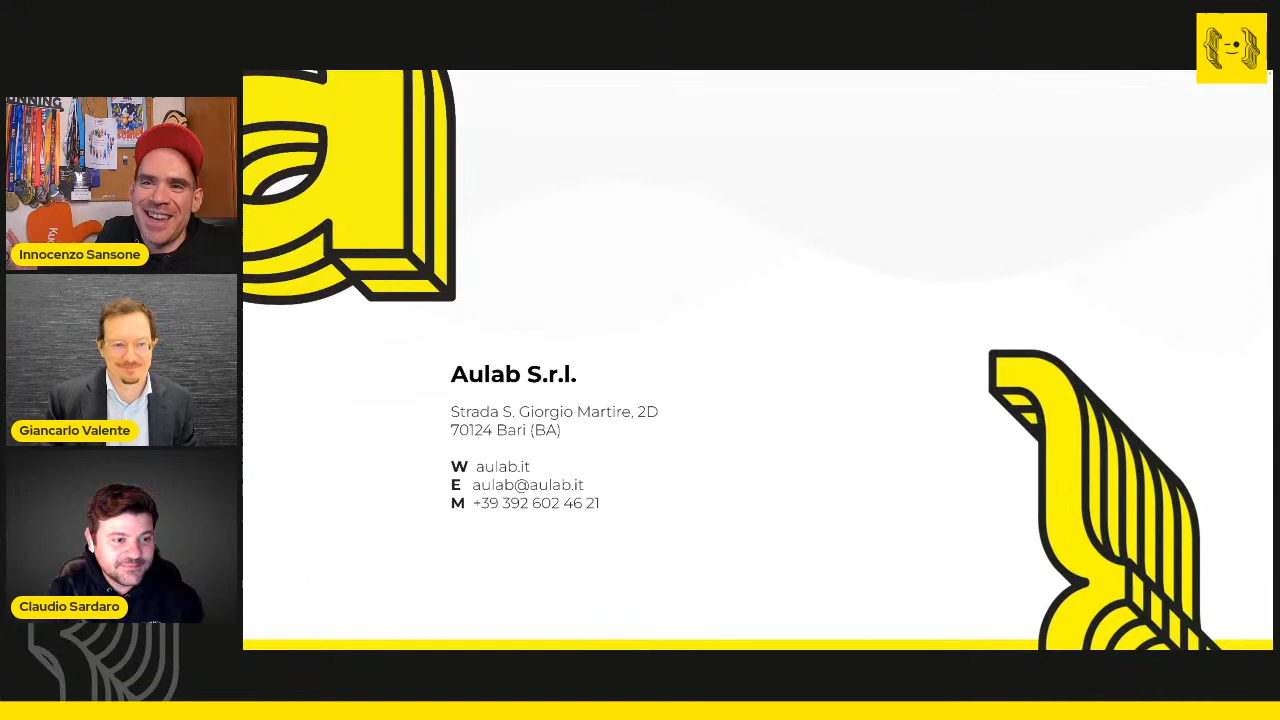 NNING
Innocenzo Sansone
Giancarlo Valente
Claudio Sardaro
Aulab S.r.l.
Strada S. Giorgio Martire, 2D
70124 Bari (BA)
W aulab.it
E aulab@aulab.it
M +39 392 602 46 21